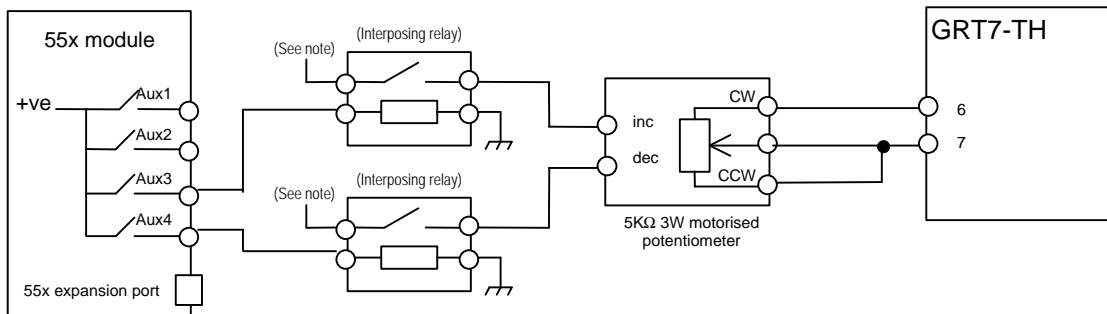 55x module
+ve
Aux1
Aux2
Aux3
Aux4
55x expansion port
(See note)
(Interposing relay)
(See note)
(Interposing relay)
inc
dec
CW
CCW
5KΩ 3W motorised
potentiometer
GRT7-TH
6
7